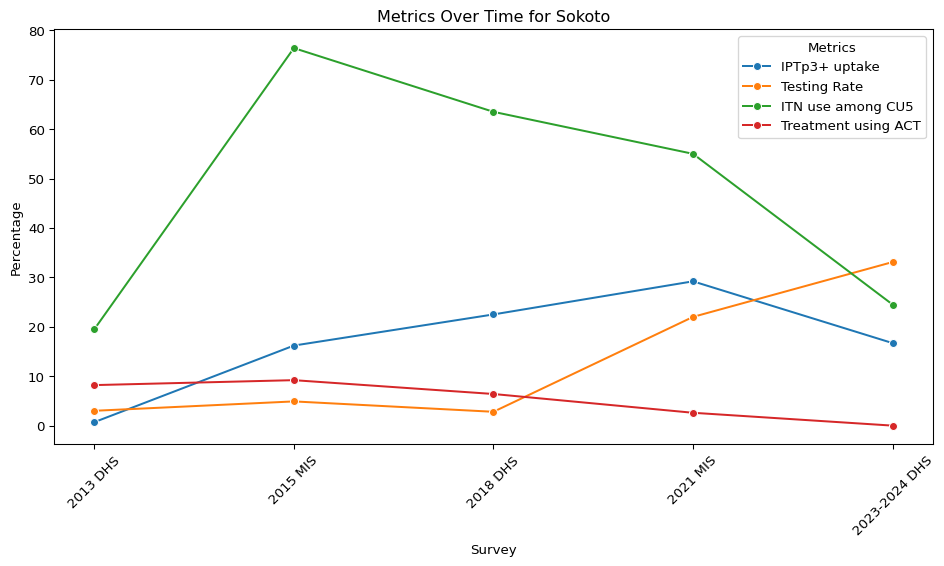 Metrics Over Time for Sokoto
Percentage
80
70
60
50
40
30
20
10
0
Metrics
IPTp3+ uptake
Testing Rate
ITN use among CU5
Treatment using ACT
2013 DHS
2015 MIS
2018 DHS
2021 MIS
2023-2024 DHS
Survey